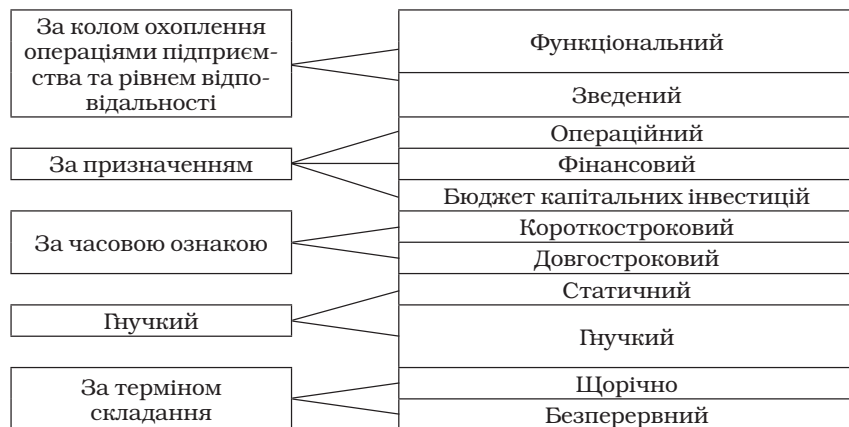 За колом охоплення
операціями підприєм-
ства та рівнем відпо-
відальності
Функціональний
Зведений
За призначенням
Операційний
Фінансовий
Бюджет капітальних інвестицій
За часовою ознакою
Короткостроковий
Довгостроковий
Гнучкий
Статичний
Гнучкий
За терміном
складання
Щорічно
Безперервний